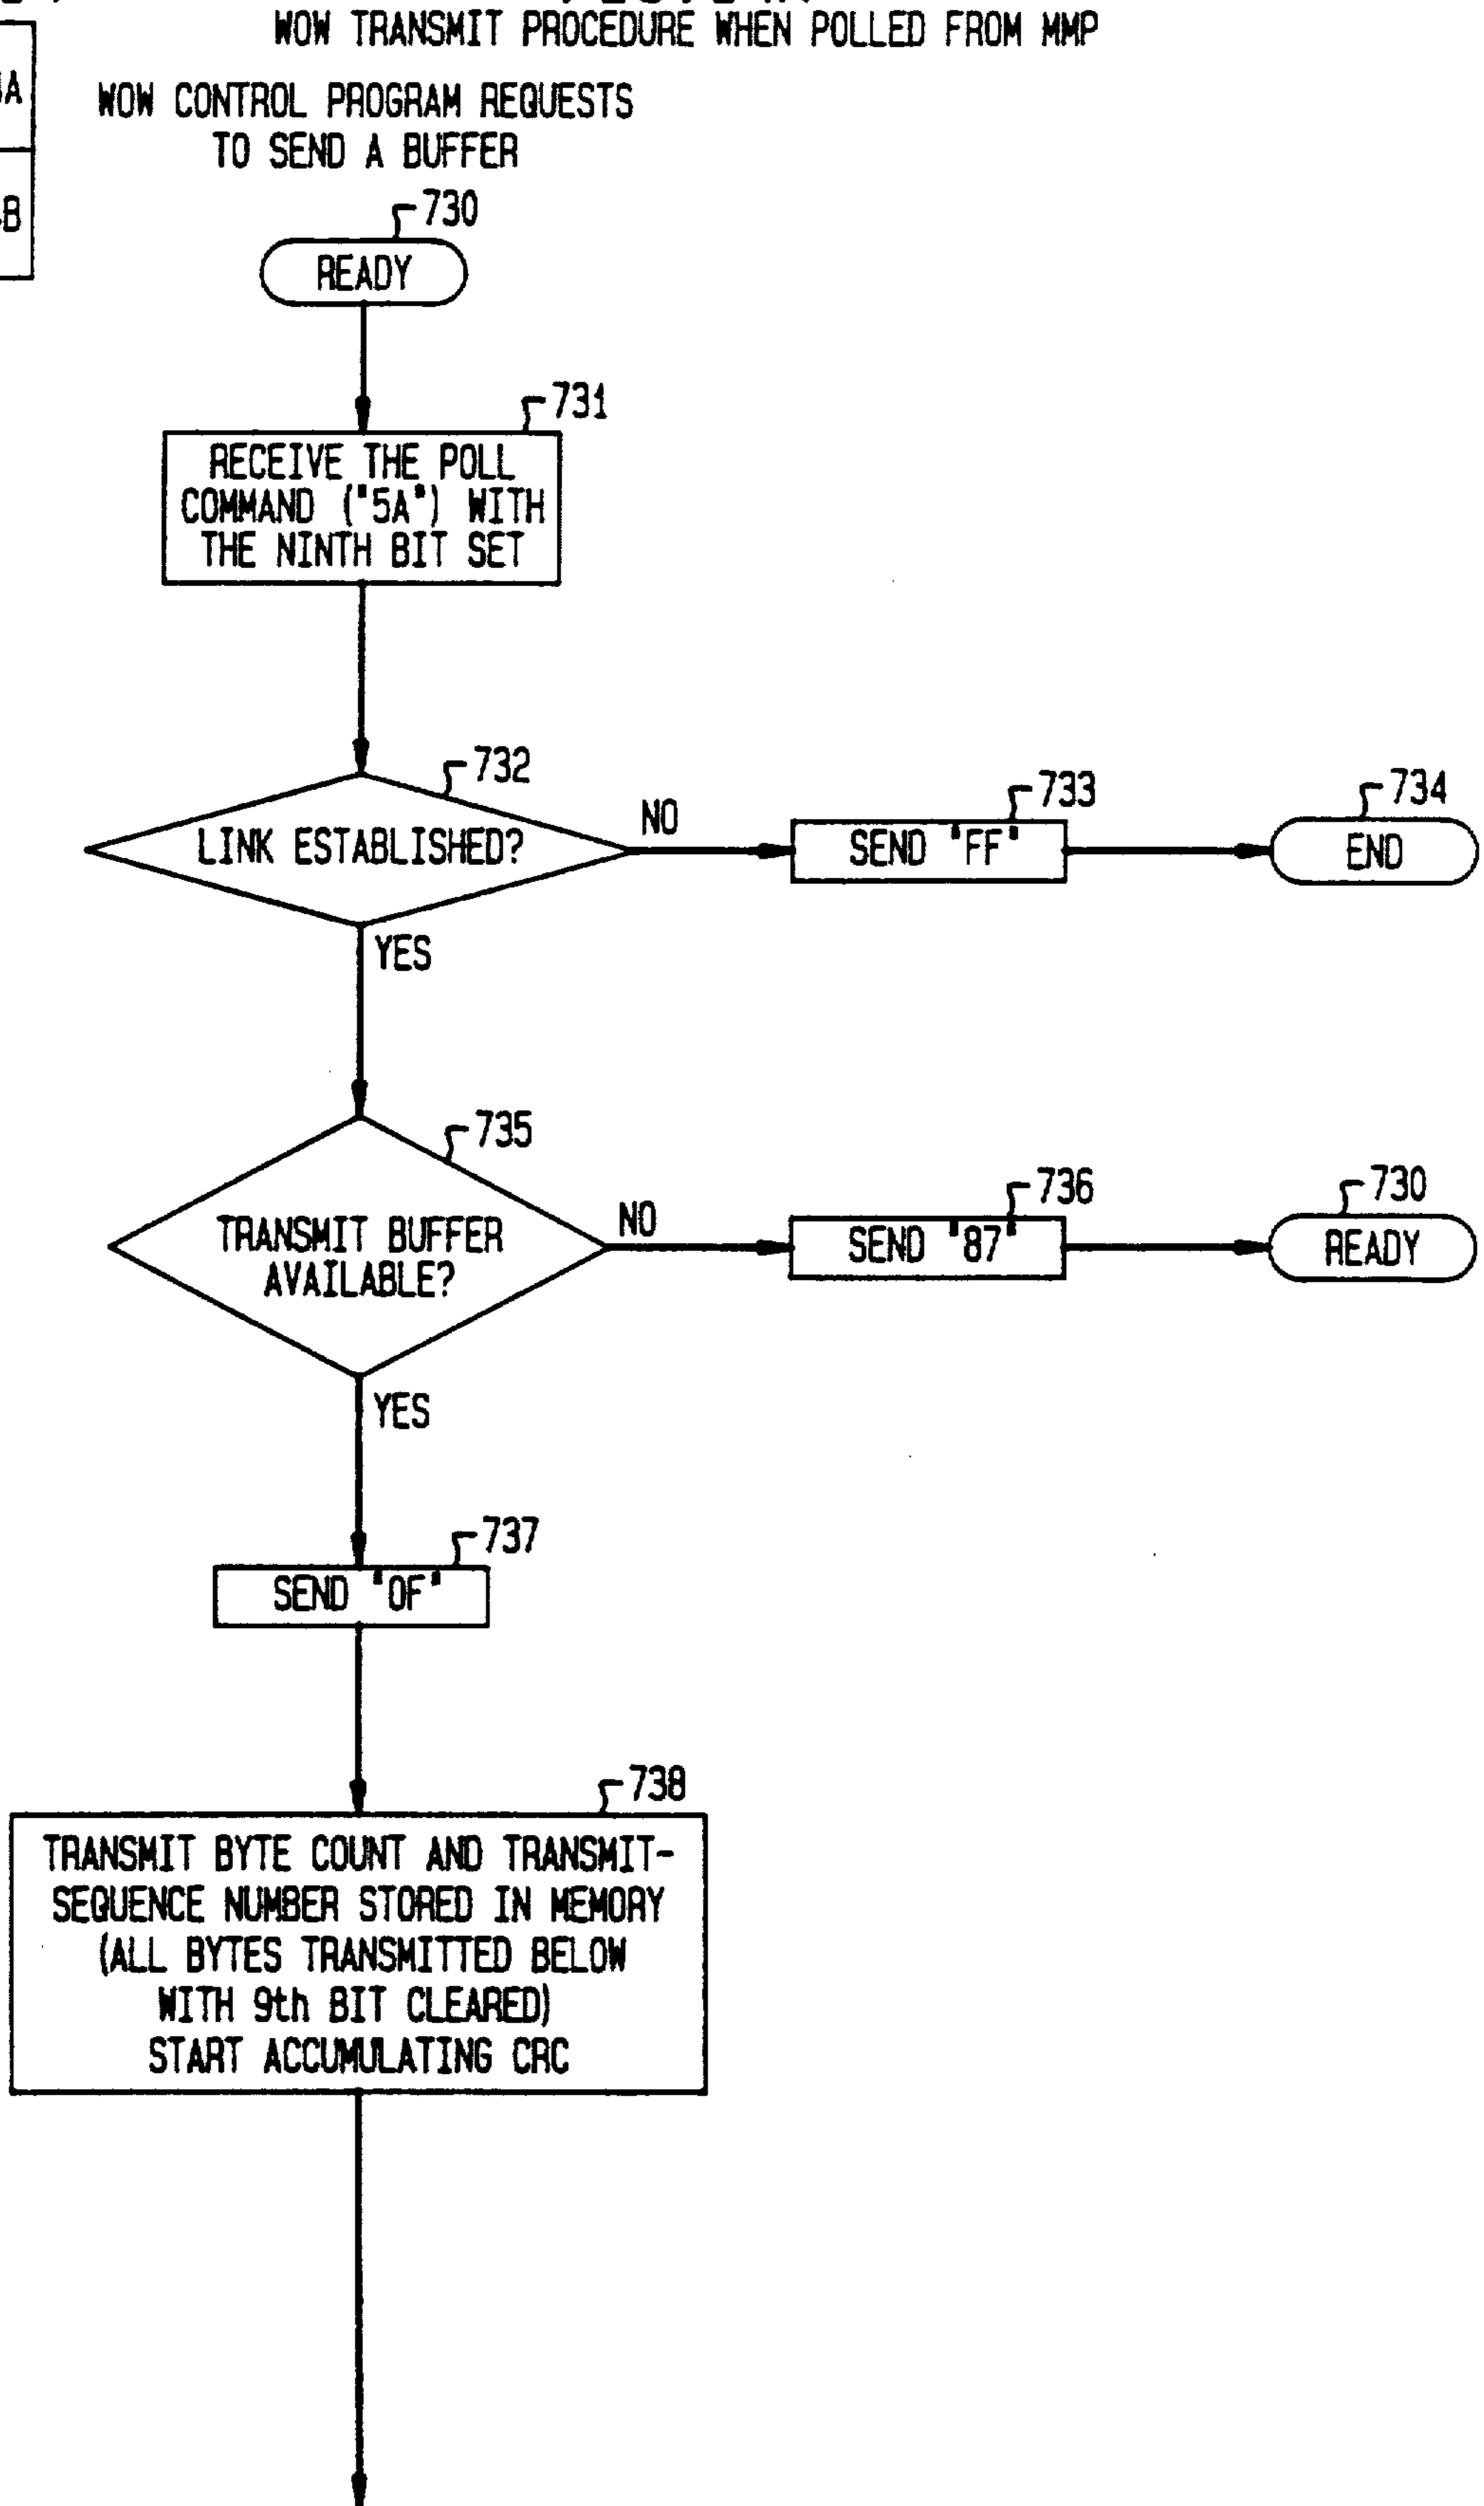 WOW TRANSMIT PROCEDURE WHEN POLLED FROM MMP
WOW CONTROL PROGRAM REQUESTS
TO SEND A BUFFER
730
READY
731
RECEIVE THE POLL
COMMAND ("5A") WITH
THE NINTH BIT SET
732
LINK ESTABLISHED?
NO
733
SEND "FF"
734
END
YES
735
TRANSMIT BUFFER
AVAILABLE?
NO
736
SEND "87"
730
READY
YES
737
SEND "0F"
738
TRANSMIT BYTE COUNT AND TRANSMIT-
SEQUENCE NUMBER STORED IN MEMORY
(ALL BYTES TRANSMITTED BELOW
WITH 9th BIT CLEARED)
START ACCUMULATING CRC